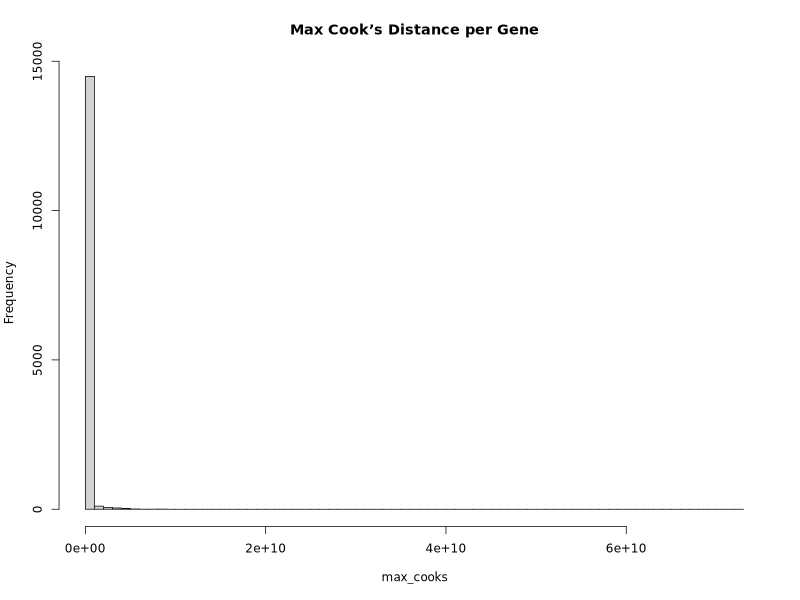 Max Cook’s Distance per Gene
15000
10000
5000
0
Frequency
0e+00 2e+10 4e+10 6e+10
max_cooks